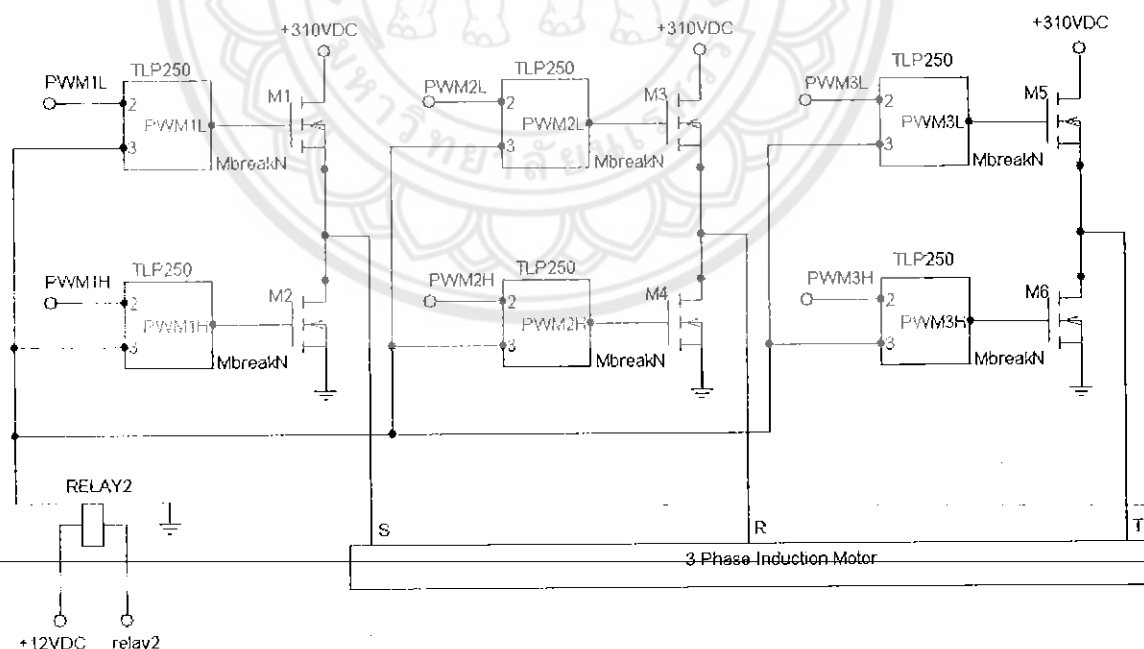 +310VDC
+310VDC
+310VDC
TLP250
TLP250
TLP250
PWM1L
M1
PWM2L
M3
PWM3L
M5
2
2
2
PWM1L
PWM2L
PWM3L
3
3
3
MbreakN
MbreakN
MbreakN
TLP250
TLP250
TLP250
PWM1H
M2
PWM2H
M4
PWM3H
M6
2
2
2
PWM1H
PWM2H
PWM3H
3
3
3
MbreakN
MbreakN
MbreakN
RELAY2
S
R
T
3 Phase Induction Motor
+12VDC
relay2